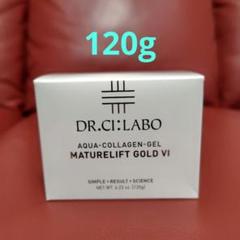 120g
DR.CI:LABO
AQUA-COLLAGEN-GEL
MATURELIFT GOLD VI
SIMPLE • RESULT • SCIENCE
NET WT. 4.23 oz. (120g)